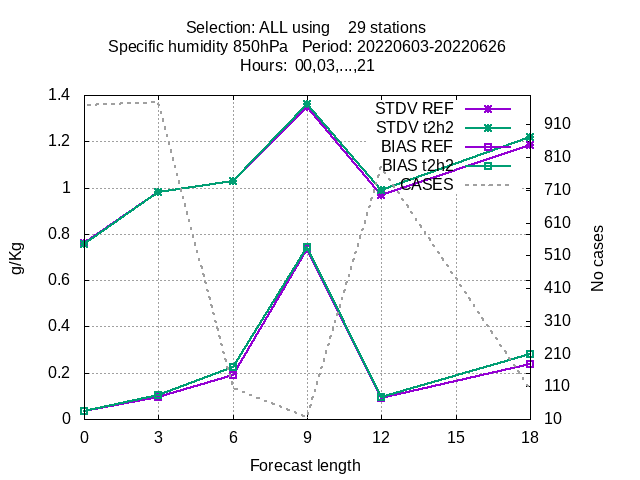 Selection: ALL using    29 stations
Specific humidity 850hPa   Period: 20220603-20220626
Hours:  00,03,...,21
STDV REF
STDV t2h2
BIAS REF
BIAS t2h2
CASES
1.4
1.2
1
0.8
0.6
0.4
0.2
0
g/Kg
910
810
710
610
510
410
310
210
110
10
No cases
0 3 6 9 12 15 18
Forecast length